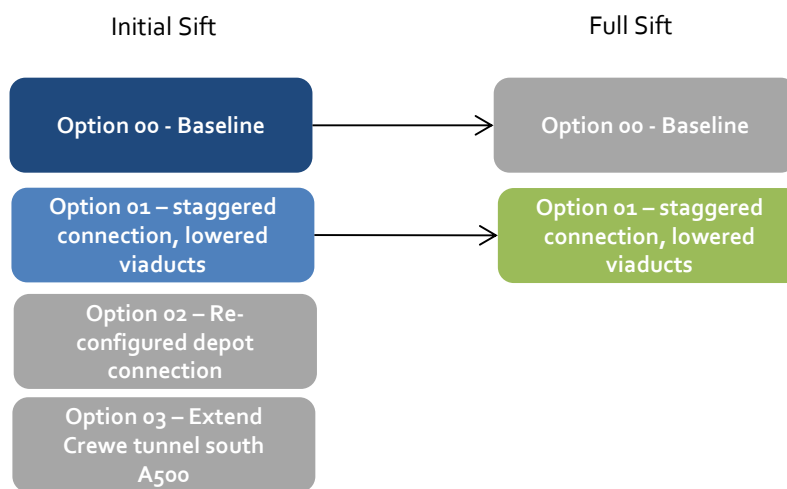 Initial Sift
Full Sift
Option 00 - Baseline
Option 00 - Baseline
Option 01 – staggered
connection, lowered
viaducts
Option 01 – staggered
connection, lowered
viaducts
Option 02 – Re-
configured depot
connection
Option 03 – Extend
Crewe tunnel south
A500